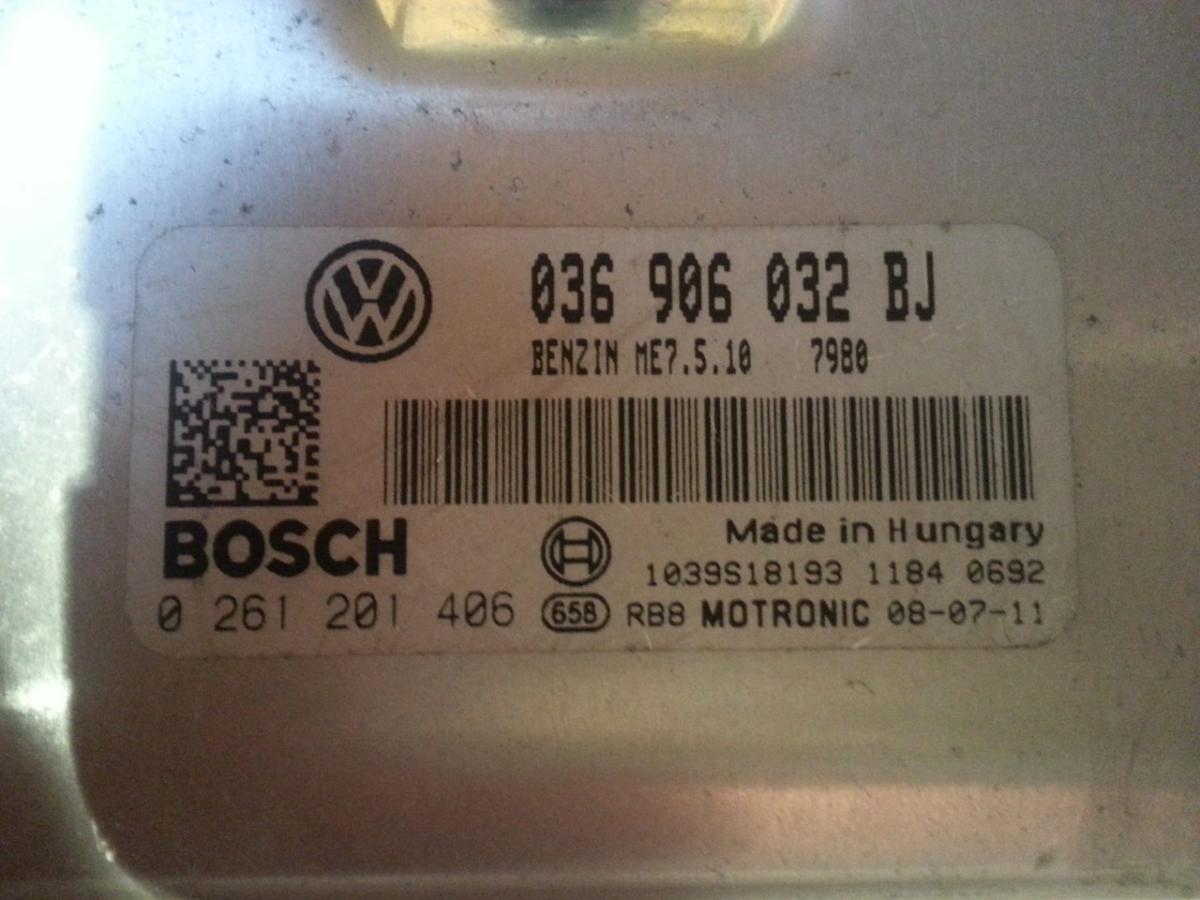 036 906 032 BJ
BENZIN ME7.5.10 7980
BOSCH
Made in Hungary
1039S18193 1184 0692
0 261 201 406 658 RB8 MOTRONIC 08-07-11